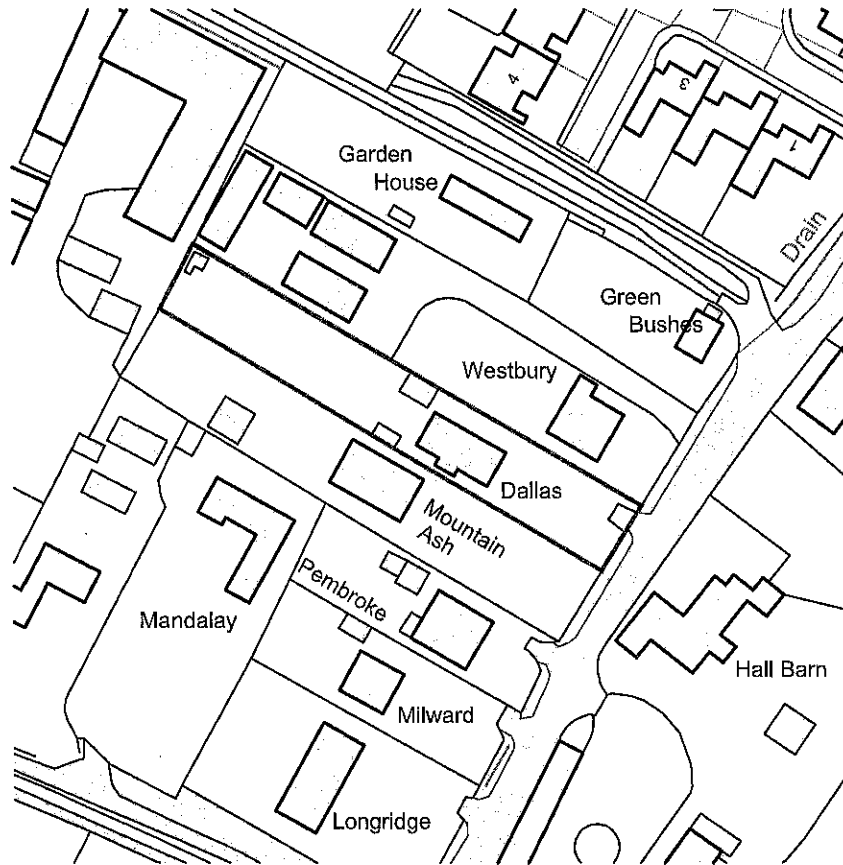 4
3
1
Garden
House
Drain
Green
Bushes
Westbury
Dallas
Mountain
Ash
Pembroke
Mandalay
Hall Barn
Milward
Longridge